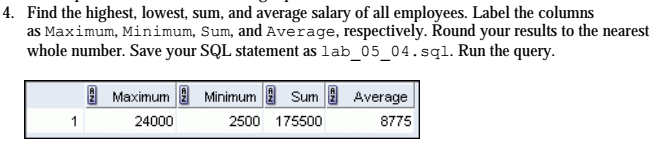 4. Find the highest, lowest, sum, and average salary of all employees. Label the columns
as Maximum, Minimum, Sum, and Average, respectively. Round your results to the nearest
whole number. Save your SQL statement as lab_05_04.sql. Run the query.
Maximum Minimum Sum Average
1 24000 2500 175500 8775